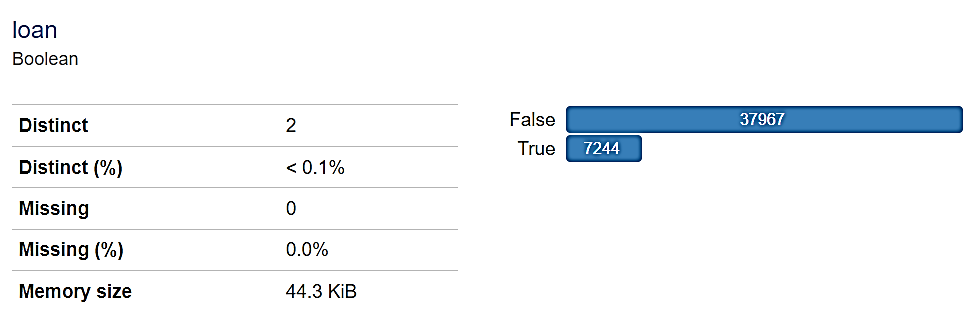 loan
Boolean
Distinct 2
Distinct (%) < 0.1%
Missing 0
Missing (%) 0.0%
Memory size 44.3 KiB
False 37967
True 7244